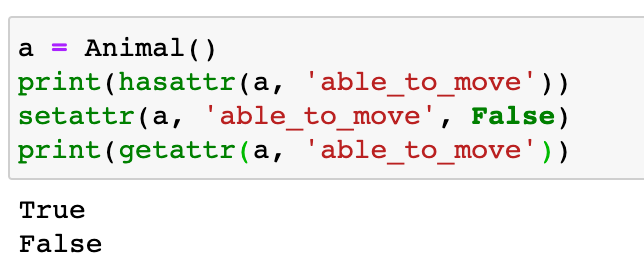 a = Animal()
print(hasattr(a, 'able_to_move'))
setattr(a, 'able_to_move', False)
print(getattr(a, 'able_to_move'))
True
False